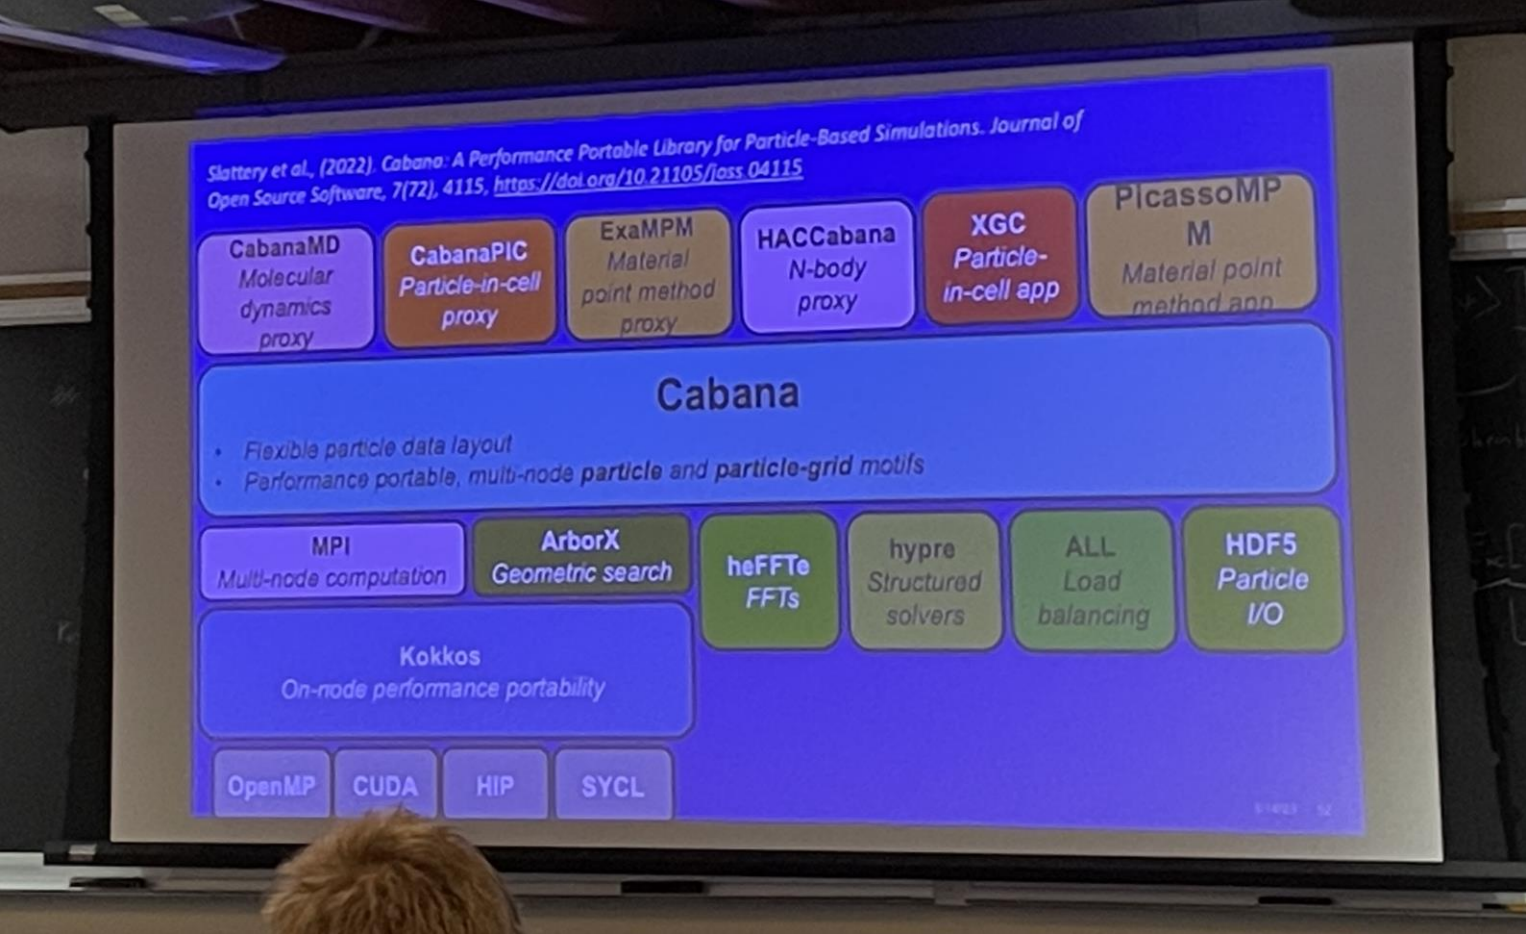 Slattery et al., (2022). Cabana: A Performance Portable Library for Particle-Based Simulations. Journal of
Open Source Software, 7(72), 4115, https://doi.org/10.21105/joss.04115
CabanaMD
Molecular
dynamics
proxy
CabanaPIC
Particle-in-cell
proxy
ExaMPM
Material
point method
proxy
HACCabana
N-body
proxy
XGC
Particle-
in-cell app
PicassoMP
M
Material point
method app
Cabana
• Flexible particle data layout
• Performance portable, multi-node particle and particle-grid motifs
MPI
Multi-node computation
ArborX
Geometric search
heFFTe
FFTs
hypre
Structured
solvers
ALL
Load
balancing
HDF5
Particle
I/O
Kokkos
On-node performance portability
OpenMP
CUDA
HIP
SYCL
52